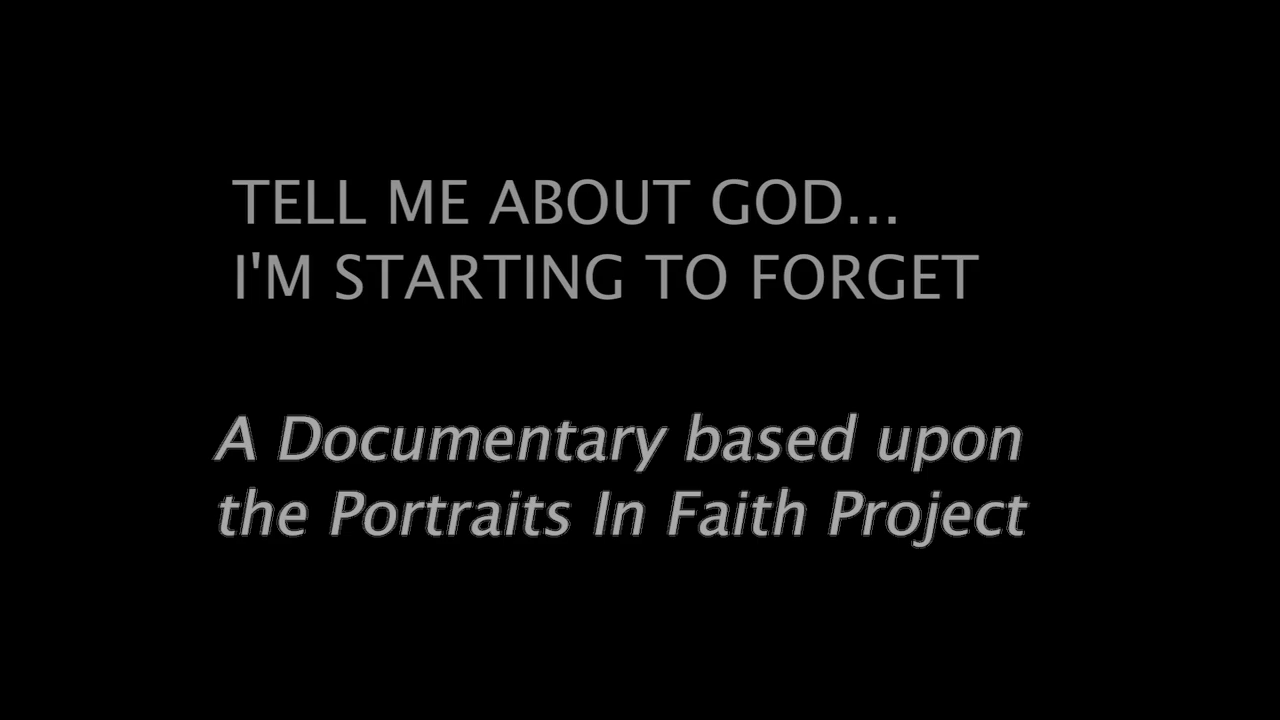 TELL ME ABOUT GOD...
I'M STARTING TO FORGET
A Documentary based upon
the Portraits In Faith Project